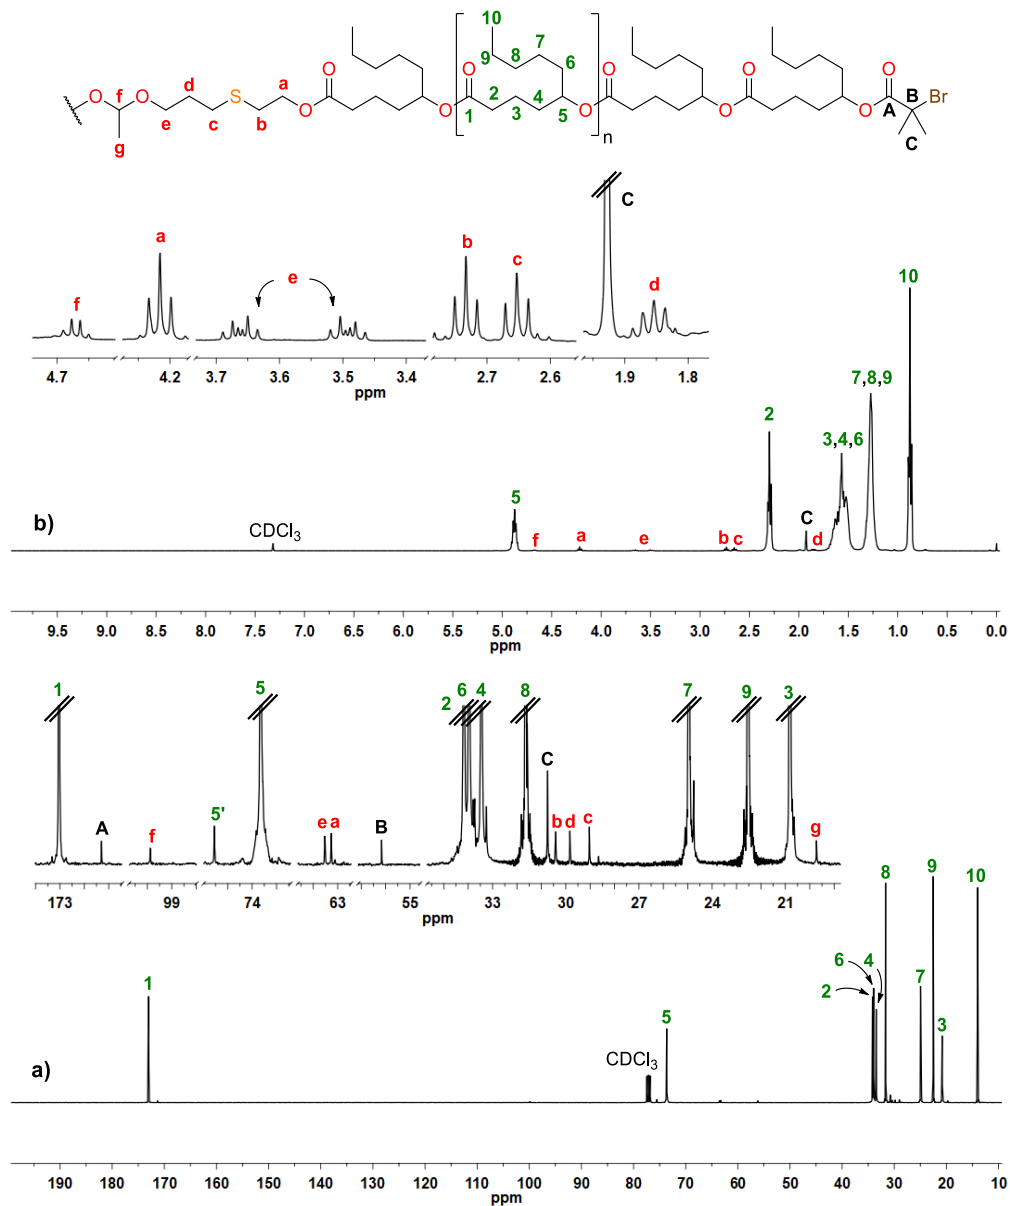 10
7
9
8
6
d
a
O
O
O
O
O
f
O
S
2
4
B
Br
e
c
b
O
O
O
O
O
1
3
5
A
g
n
C
C
a
b
c
10
e
d
f
4.7
4.2
3.7
3.5
3.4
2.7
2.6
1.9
1.8
ppm
7,8,9
2
3,4,6
b)
CDCl3
5
f
a
e
b
c
C
d
9.5 9.0 8.5 8.0 7.5 7.0 6.5 6.0 5.5 5.0 4.5 4.0 3.5 3.0 2.5 2.0 1.5 1.0 0.5 0.0
ppm
1
5
2
6
4
8
7
9
3
C
A
f
5'
e
a
B
b
d
c
g
173
99
74
63
55
33
30
27
24
21
ppm
8
9
10
6
4
1
2
7
5
3
a)
CDCl3
190 180 170 160 150 140 130 120 110 100 90 80 70 60 50 40 30 20 10
ppm